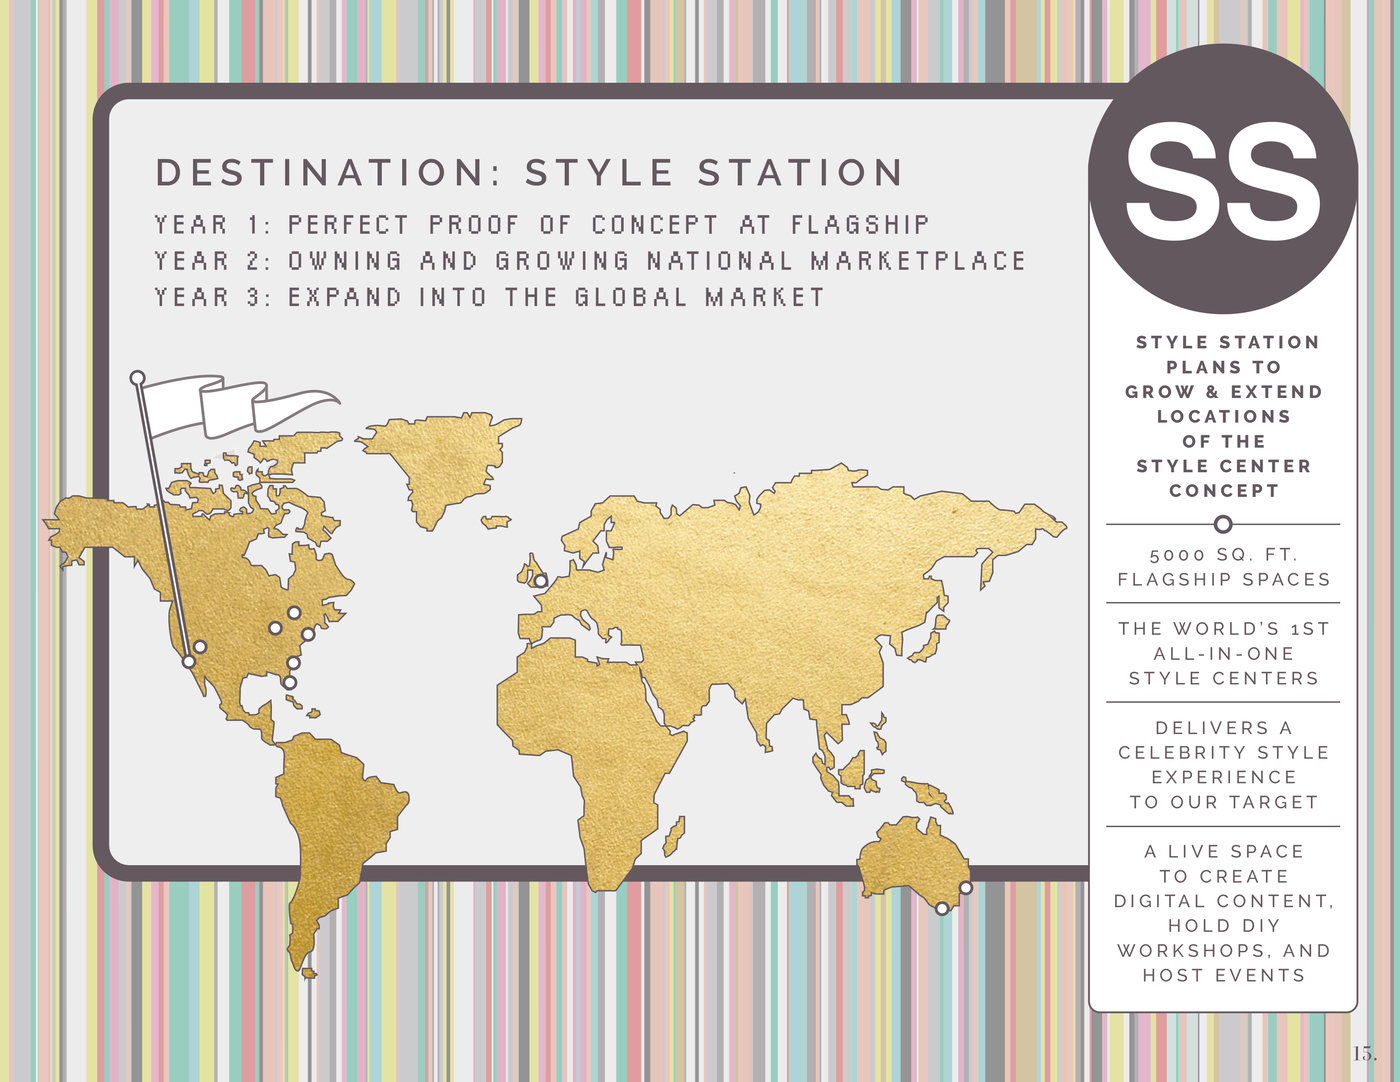 DESTINATION: STYLE STATION
YEAR 1: PERFECT PROOF OF CONCEPT AT FLAGSHIP
YEAR 2: OWNING AND GROWING NATIONAL MARKETPLACE
YEAR 3: EXPAND INTO THE GLOBAL MARKET
SS
STYLE STATION
PLANS TO
GROW & EXTEND
LOCATIONS
OF THE
STYLE CENTER
CONCEPT
5000 SQ. FT.
FLAGSHIP SPACES
THE WORLD'S 1ST
ALL-IN-ONE
STYLE CENTERS
DELIVERS A
CELEBRITY STYLE
EXPERIENCE
TO OUR TARGET
A LIVE SPACE
TO CREATE
DIGITAL CONTENT,
HOLD DIY
WORKSHOPS, AND
HOST EVENTS
15.